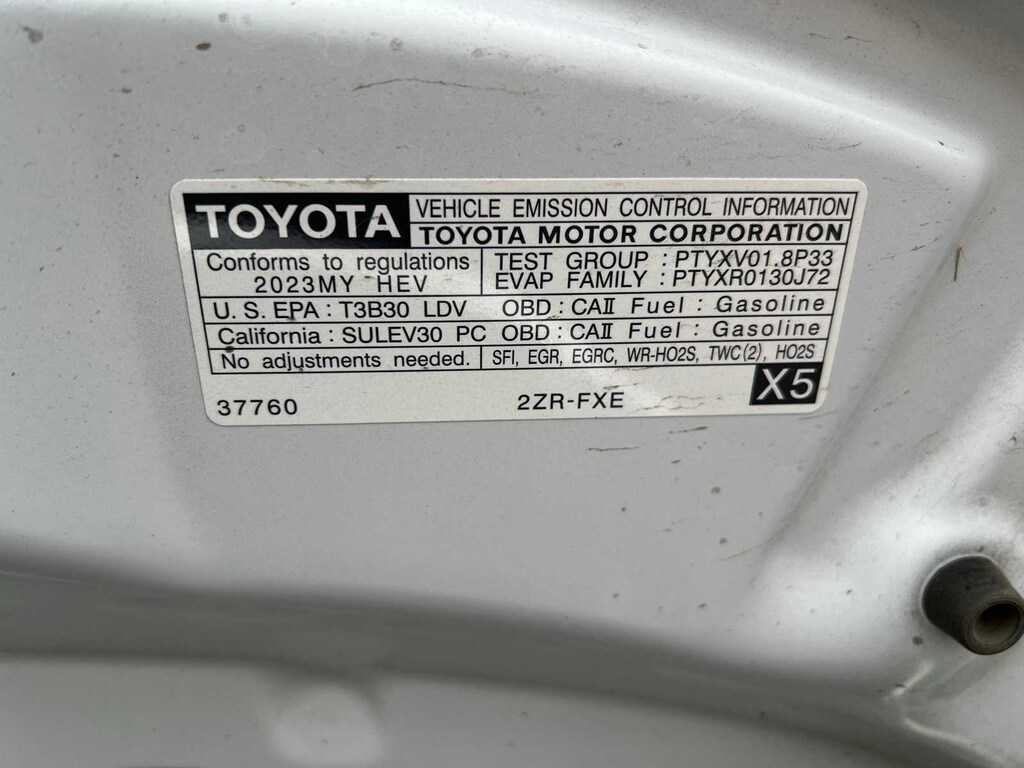 TOYOTA
VEHICLE EMISSION CONTROL INFORMATION
TOYOTA MOTOR CORPORATION
Conforms to regulations
2023MY HEV
TEST GROUP : PTYXV01.8P33
EVAP FAMILY : PTYXR0130J72
U.S. EPA : T3B30 LDV OBD : CAⅡ Fuel : Gasoline
California : SULEV30 PC OBD : CAⅡ Fuel : Gasoline
No adjustments needed. SFI, EGR, EGRC, WR-HO2S, TWC(2), HO2S
37760 2ZR-FXE X5